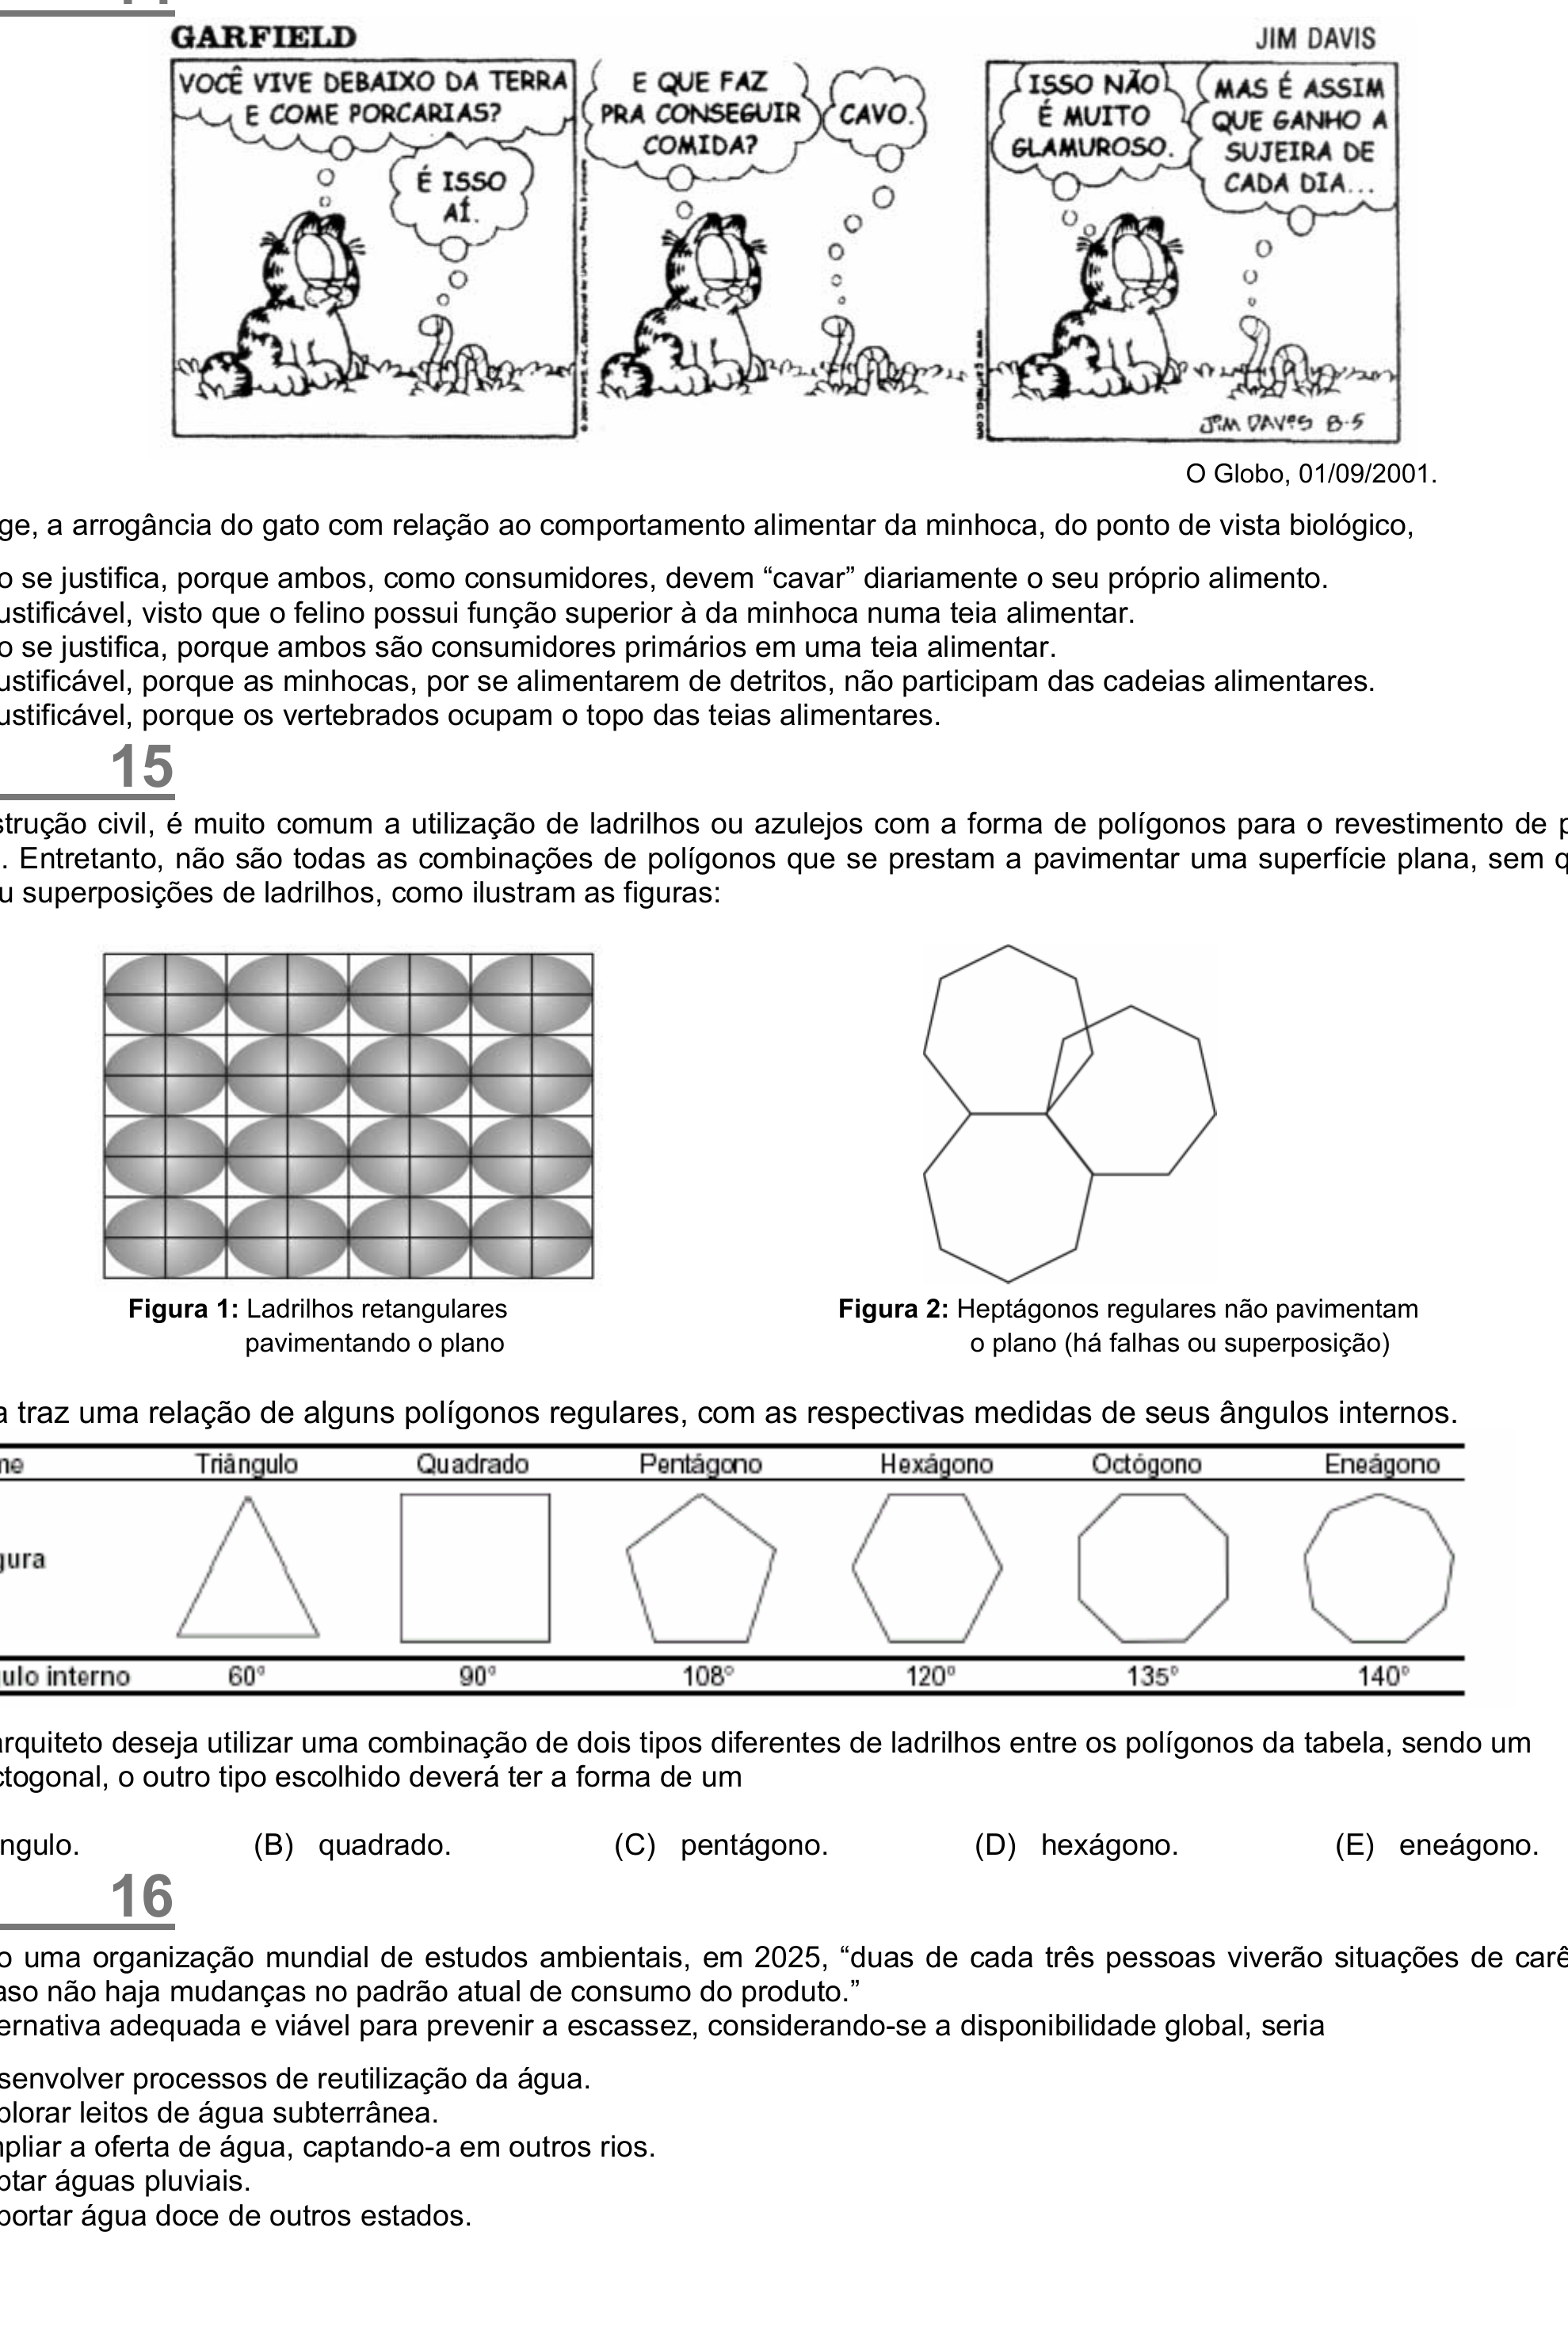 GARFIELD JIM DAVIS
VOCÊ VIVE DEBAIXO DA TERRA
E COME PORCARIAS?
É ISSO
AÍ.
E QUE FAZ
PRA CONSEGUIR
COMIDA?
CAVO.
ISSO NÃO
É MUITO
GLAMUROSO.
MAS É ASSIM
QUE GANHO A
SUJEIRA DE
CADA DIA...
JIM DAVIS 8-5
O Globo, 01/09/2001.
ge, a arrogância do gato com relação ao comportamento alimentar da minhoca, do ponto de vista biológico,
o se justifica, porque ambos, como consumidores, devem “cavar” diariamente o seu próprio alimento.
ustificável, visto que o felino possui função superior à da minhoca numa teia alimentar.
o se justifica, porque ambos são consumidores primários em uma teia alimentar.
ustificável, porque as minhocas, por se alimentarem de detritos, não participam das cadeias alimentares.
ustificável, porque os vertebrados ocupam o topo das teias alimentares.
15
strução civil, é muito comum a utilização de ladrilhos ou azulejos com a forma de polígonos para o revestimento de p
. Entretanto, não são todas as combinações de polígonos que se prestam a pavimentar uma superfície plana, sem q
u superposições de ladrilhos, como ilustram as figuras:
Figura 1: Ladrilhos retangulares
pavimentando o plano
Figura 2: Heptágonos regulares não pavimentam
o plano (há falhas ou superposição)
a traz uma relação de alguns polígonos regulares, com as respectivas medidas de seus ângulos internos.
me Triângulo Quadrado Pentágono Hexágono Octógono Eneágono
gura
ulo interno 60° 90° 108° 120° 135° 140°
arquiteto deseja utilizar uma combinação de dois tipos diferentes de ladrilhos entre os polígonos da tabela, sendo um
ctogonal, o outro tipo escolhido deverá ter a forma de um
ngulo. (B) quadrado. (C) pentágono. (D) hexágono. (E) eneágono.
16
o uma organização mundial de estudos ambientais, em 2025, “duas de cada três pessoas viverão situações de carê
aso não haja mudanças no padrão atual de consumo do produto.”
ernativa adequada e viável para prevenir a escassez, considerando-se a disponibilidade global, seria
senvolver processos de reutilização da água.
plorar leitos de água subterrânea.
mpliar a oferta de água, captando-a em outros rios.
ptar águas pluviais.
portar água doce de outros estados.